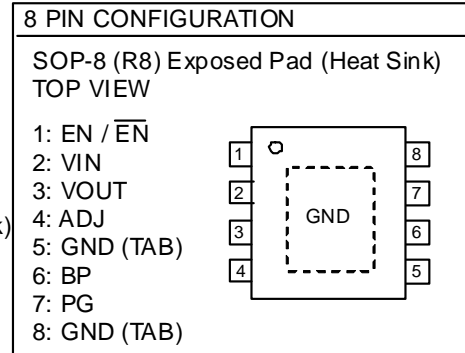 8 PIN CONFIGURATION
SOP-8 (R8) Exposed Pad (Heat Sink)
TOP VIEW
1: EN / E̅N̅
2: VIN
3: VOUT
4: ADJ
5: GND (TAB)
6: BP
7: PG
8: GND (TAB)
1
2
3
4
GND
8
7
6
5